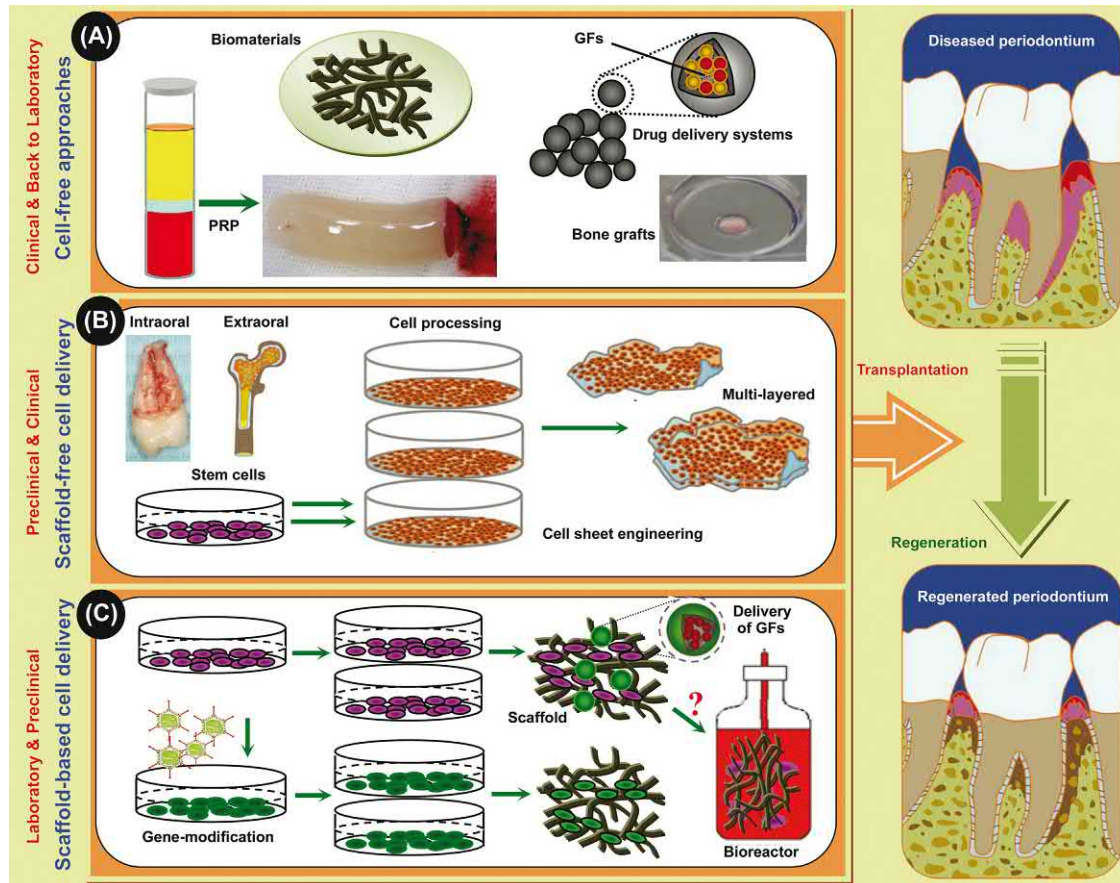 (A)
Clinical & Back to Laboratory
Cell-free approaches
Biomaterials
GFs
Drug delivery systems
PRP
Bone grafts
(B)
Preclinical & Clinical
Scaffold-free cell delivery
Intraoral
Extraoral
Cell processing
Multi-layered
Stem cells
Cell sheet engineering
(C)
Laboratory & Preclinical
Scaffold-based cell delivery
Delivery
of GFs
?
Scaffold
Gene-modification
Bioreactor
Diseased periodontium
Transplantation
Regeneration
Regenerated periodontium